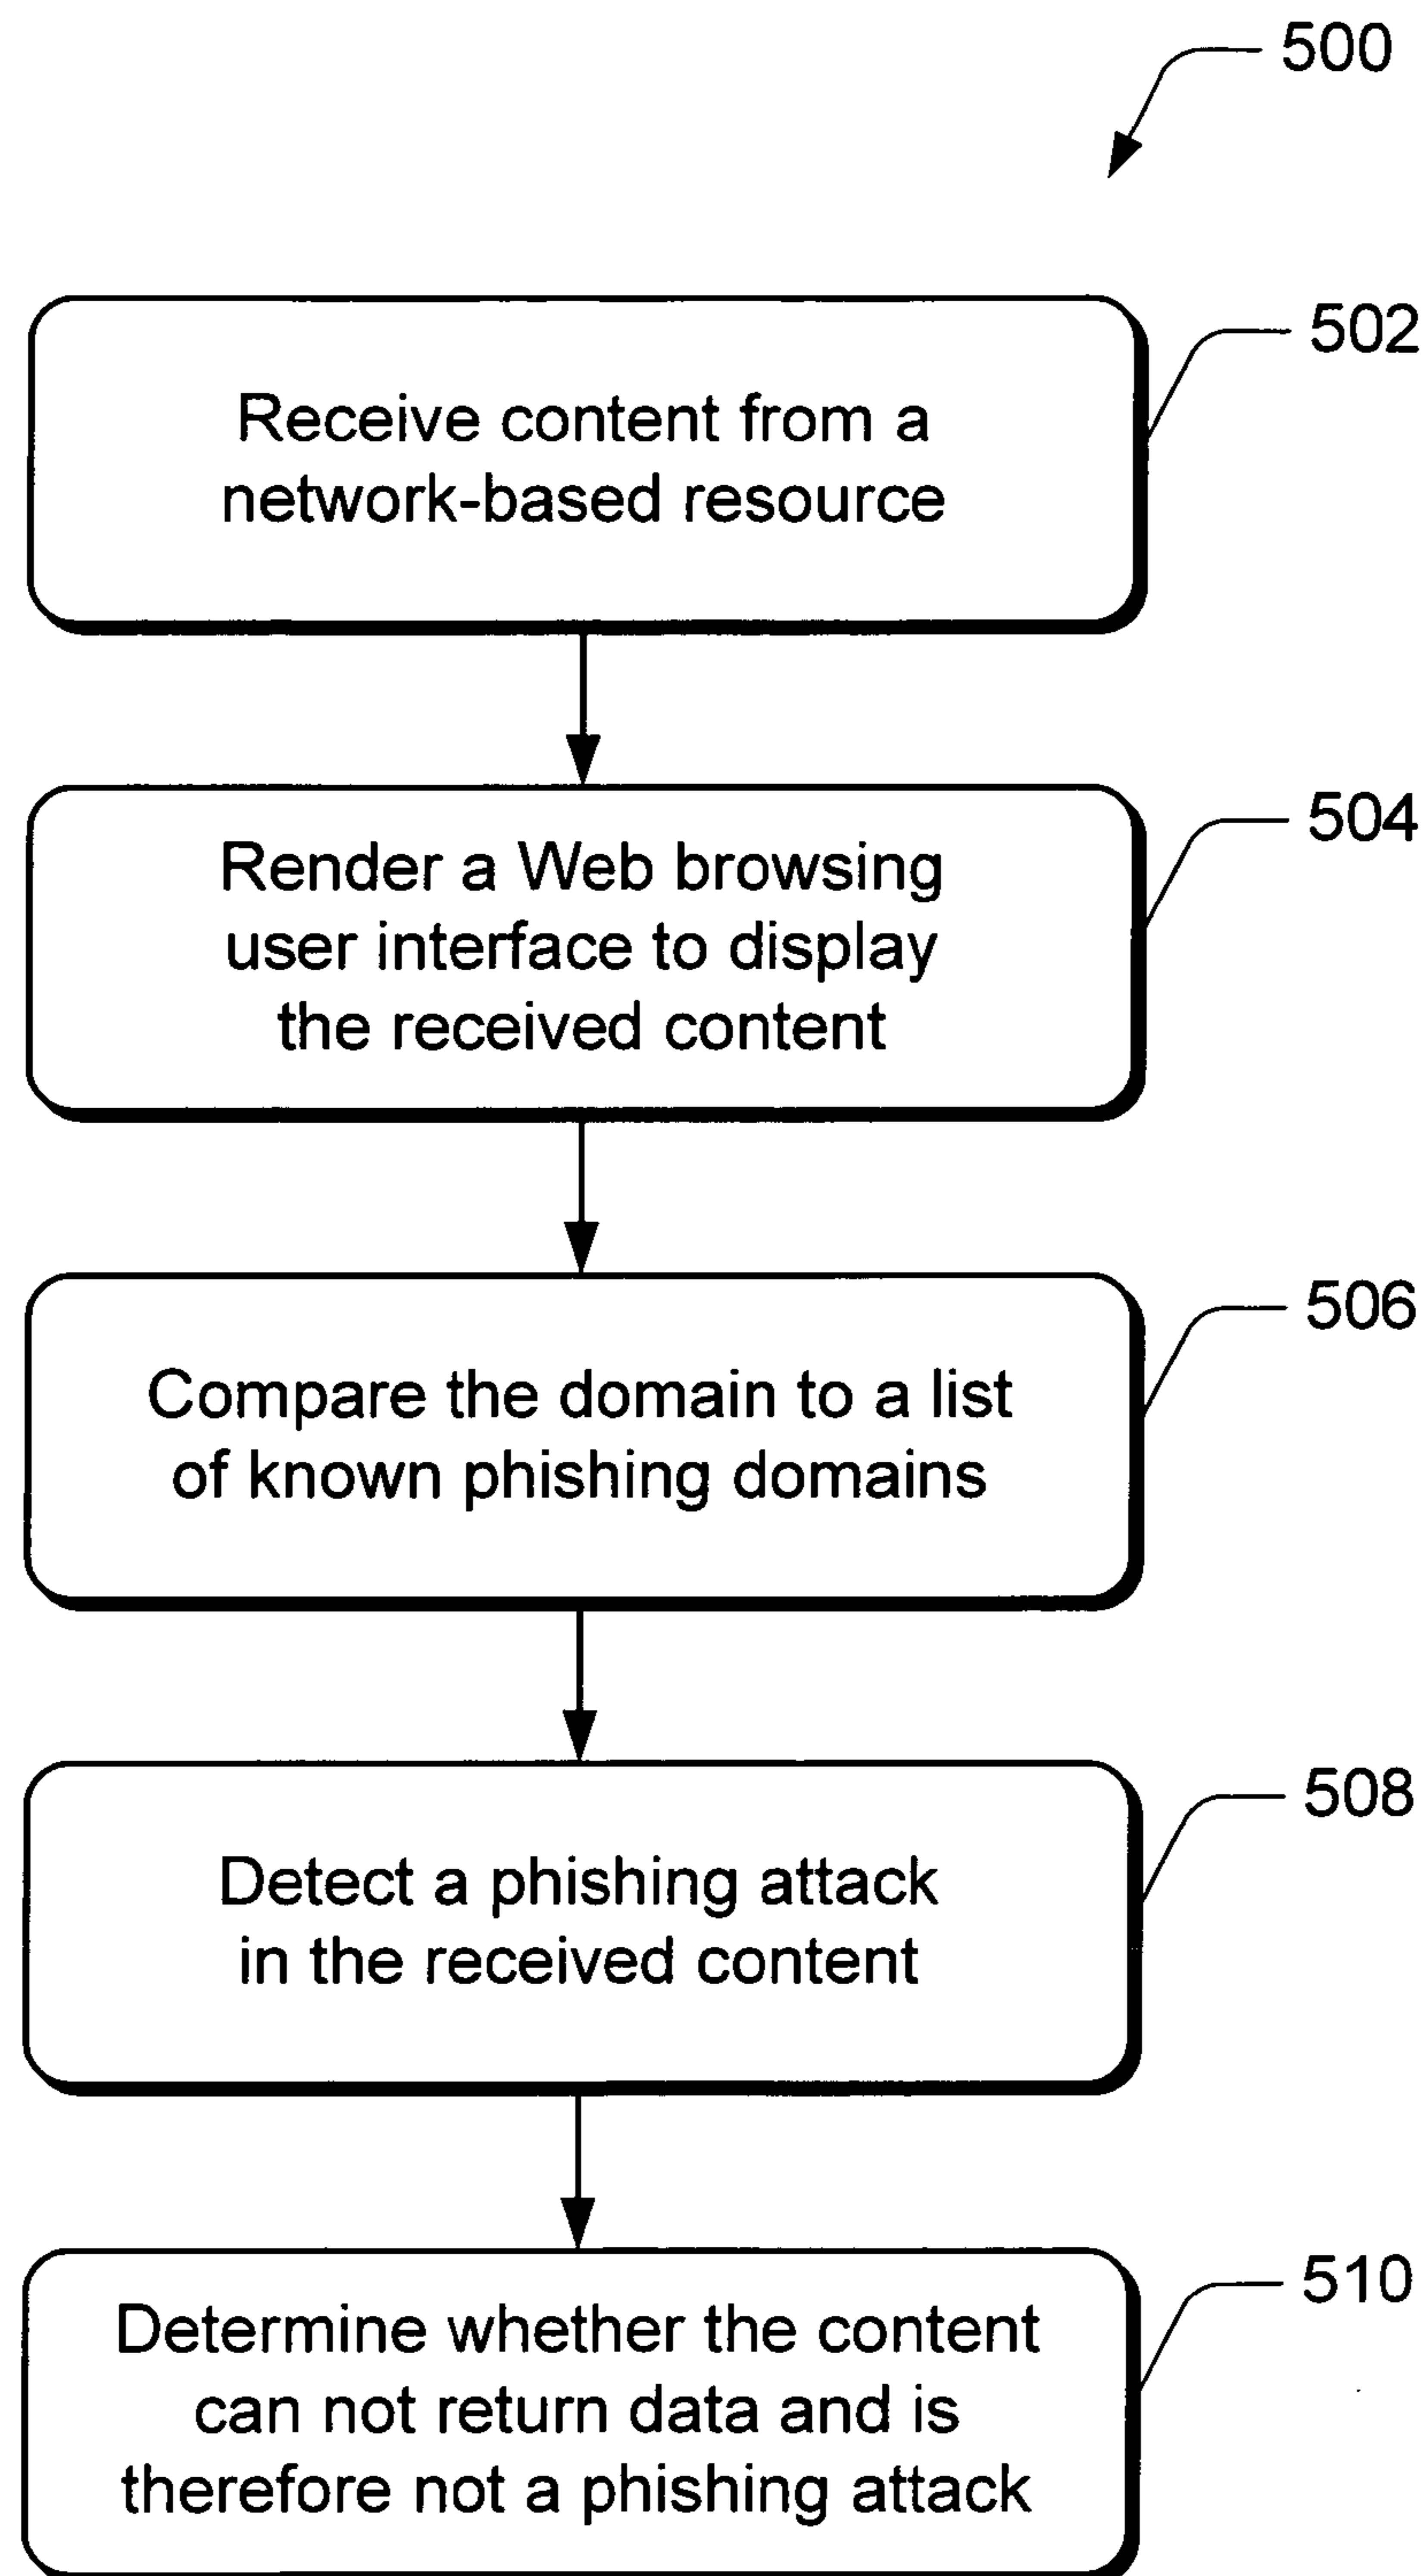 500
502
Receive content from a
network-based resource
504
Render a Web browsing
user interface to display
the received content
506
Compare the domain to a list
of known phishing domains
508
Detect a phishing attack
in the received content
510
Determine whether the content
can not return data and is
therefore not a phishing attack